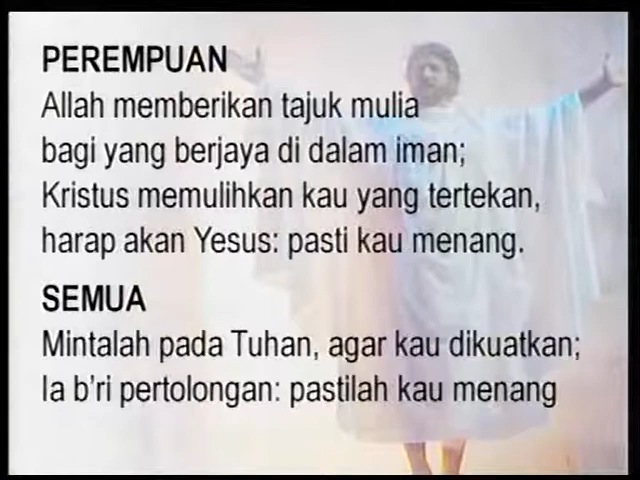 PEREMPUAN
Allah memberikan tajuk mulia
bagi yang berjaya di dalam iman;
Kristus memulihkan kau yang tertekan,
harap akan Yesus: pasti kau menang.
SEMUA
Mintalah pada Tuhan, agar kau dikuatkan;
Ia b'ri pertolongan: pastilah kau menang